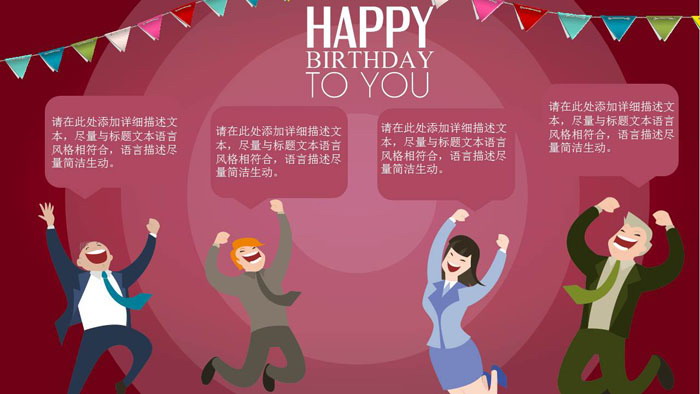 HAPPY
BIRTHDAY
TO YOU
请在此处添加详细描述文
本，尽量与标题文本语言
风格相符合，语言描述尽
量简洁生动。
请在此处添加详细描述文
本，尽量与标题文本语言
风格相符合，语言描述尽
量简洁生动。
请在此处添加详细描述文
本，尽量与标题文本语言
风格相符合，语言描述尽
量简洁生动。
请在此处添加详细描述文
本，尽量与标题文本语言
风格相符合，语言描述尽
量简洁生动。